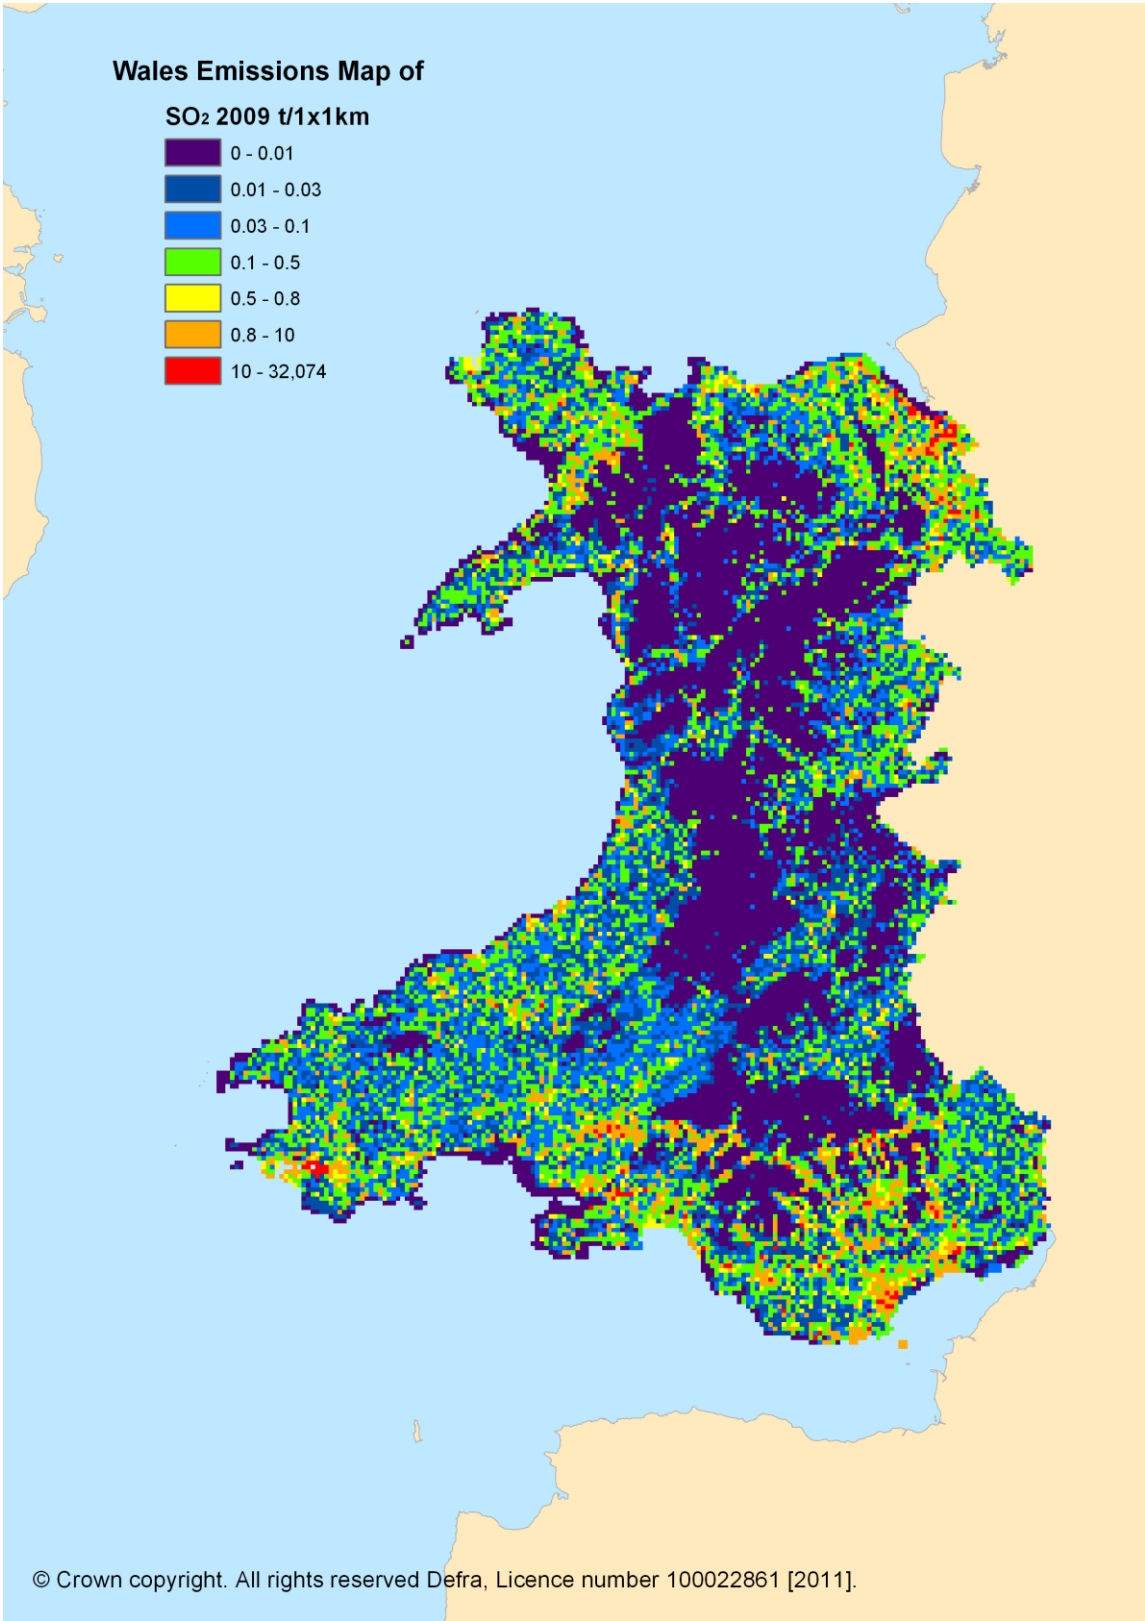 Wales Emissions Map of
SO₂ 2009 t/1x1km
0 - 0.01
0.01 - 0.03
0.03 - 0.1
0.1 - 0.5
0.5 - 0.8
0.8 - 10
10 - 32,074
© Crown copyright. All rights reserved Defra, Licence number 100022861 [2011].